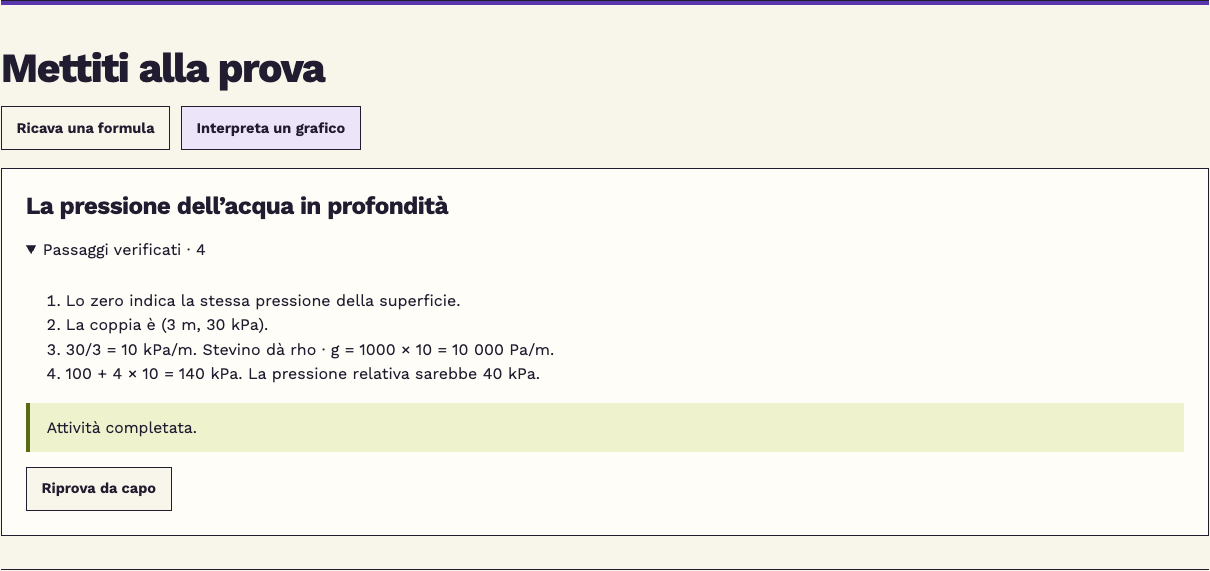 Mettiti alla prova
Ricava una formula
Interpreta un grafico
La pressione dell’acqua in profondità
▼ Passaggi verificati · 4
1. Lo zero indica la stessa pressione della superficie.
2. La coppia è (3 m, 30 kPa).
3. 30/3 = 10 kPa/m. Stevino dà rho · g = 1000 × 10 = 10 000 Pa/m.
4. 100 + 4 × 10 = 140 kPa. La pressione relativa sarebbe 40 kPa.
Attività completata.
Riprova da capo